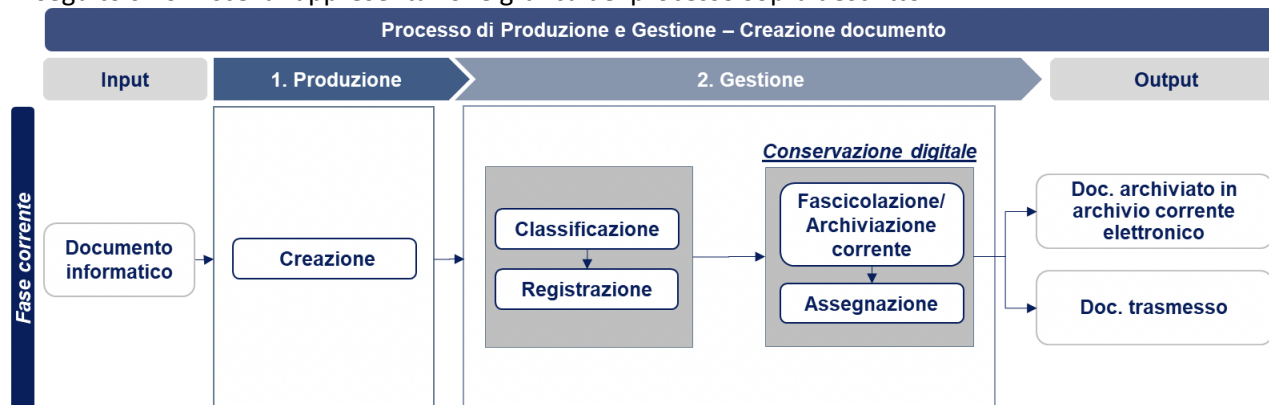 Processo di Produzione e Gestione – Creazione documento
Input
1. Produzione
2. Gestione
Output
Fase corrente
Documento
informatico
Creazione
Classificazione
Registrazione
Conservazione digitale
Fascicolazione/
Archiviazione
corrente
Assegnazione
Doc. archiviato in
archivio corrente
elettronico
Doc. trasmesso